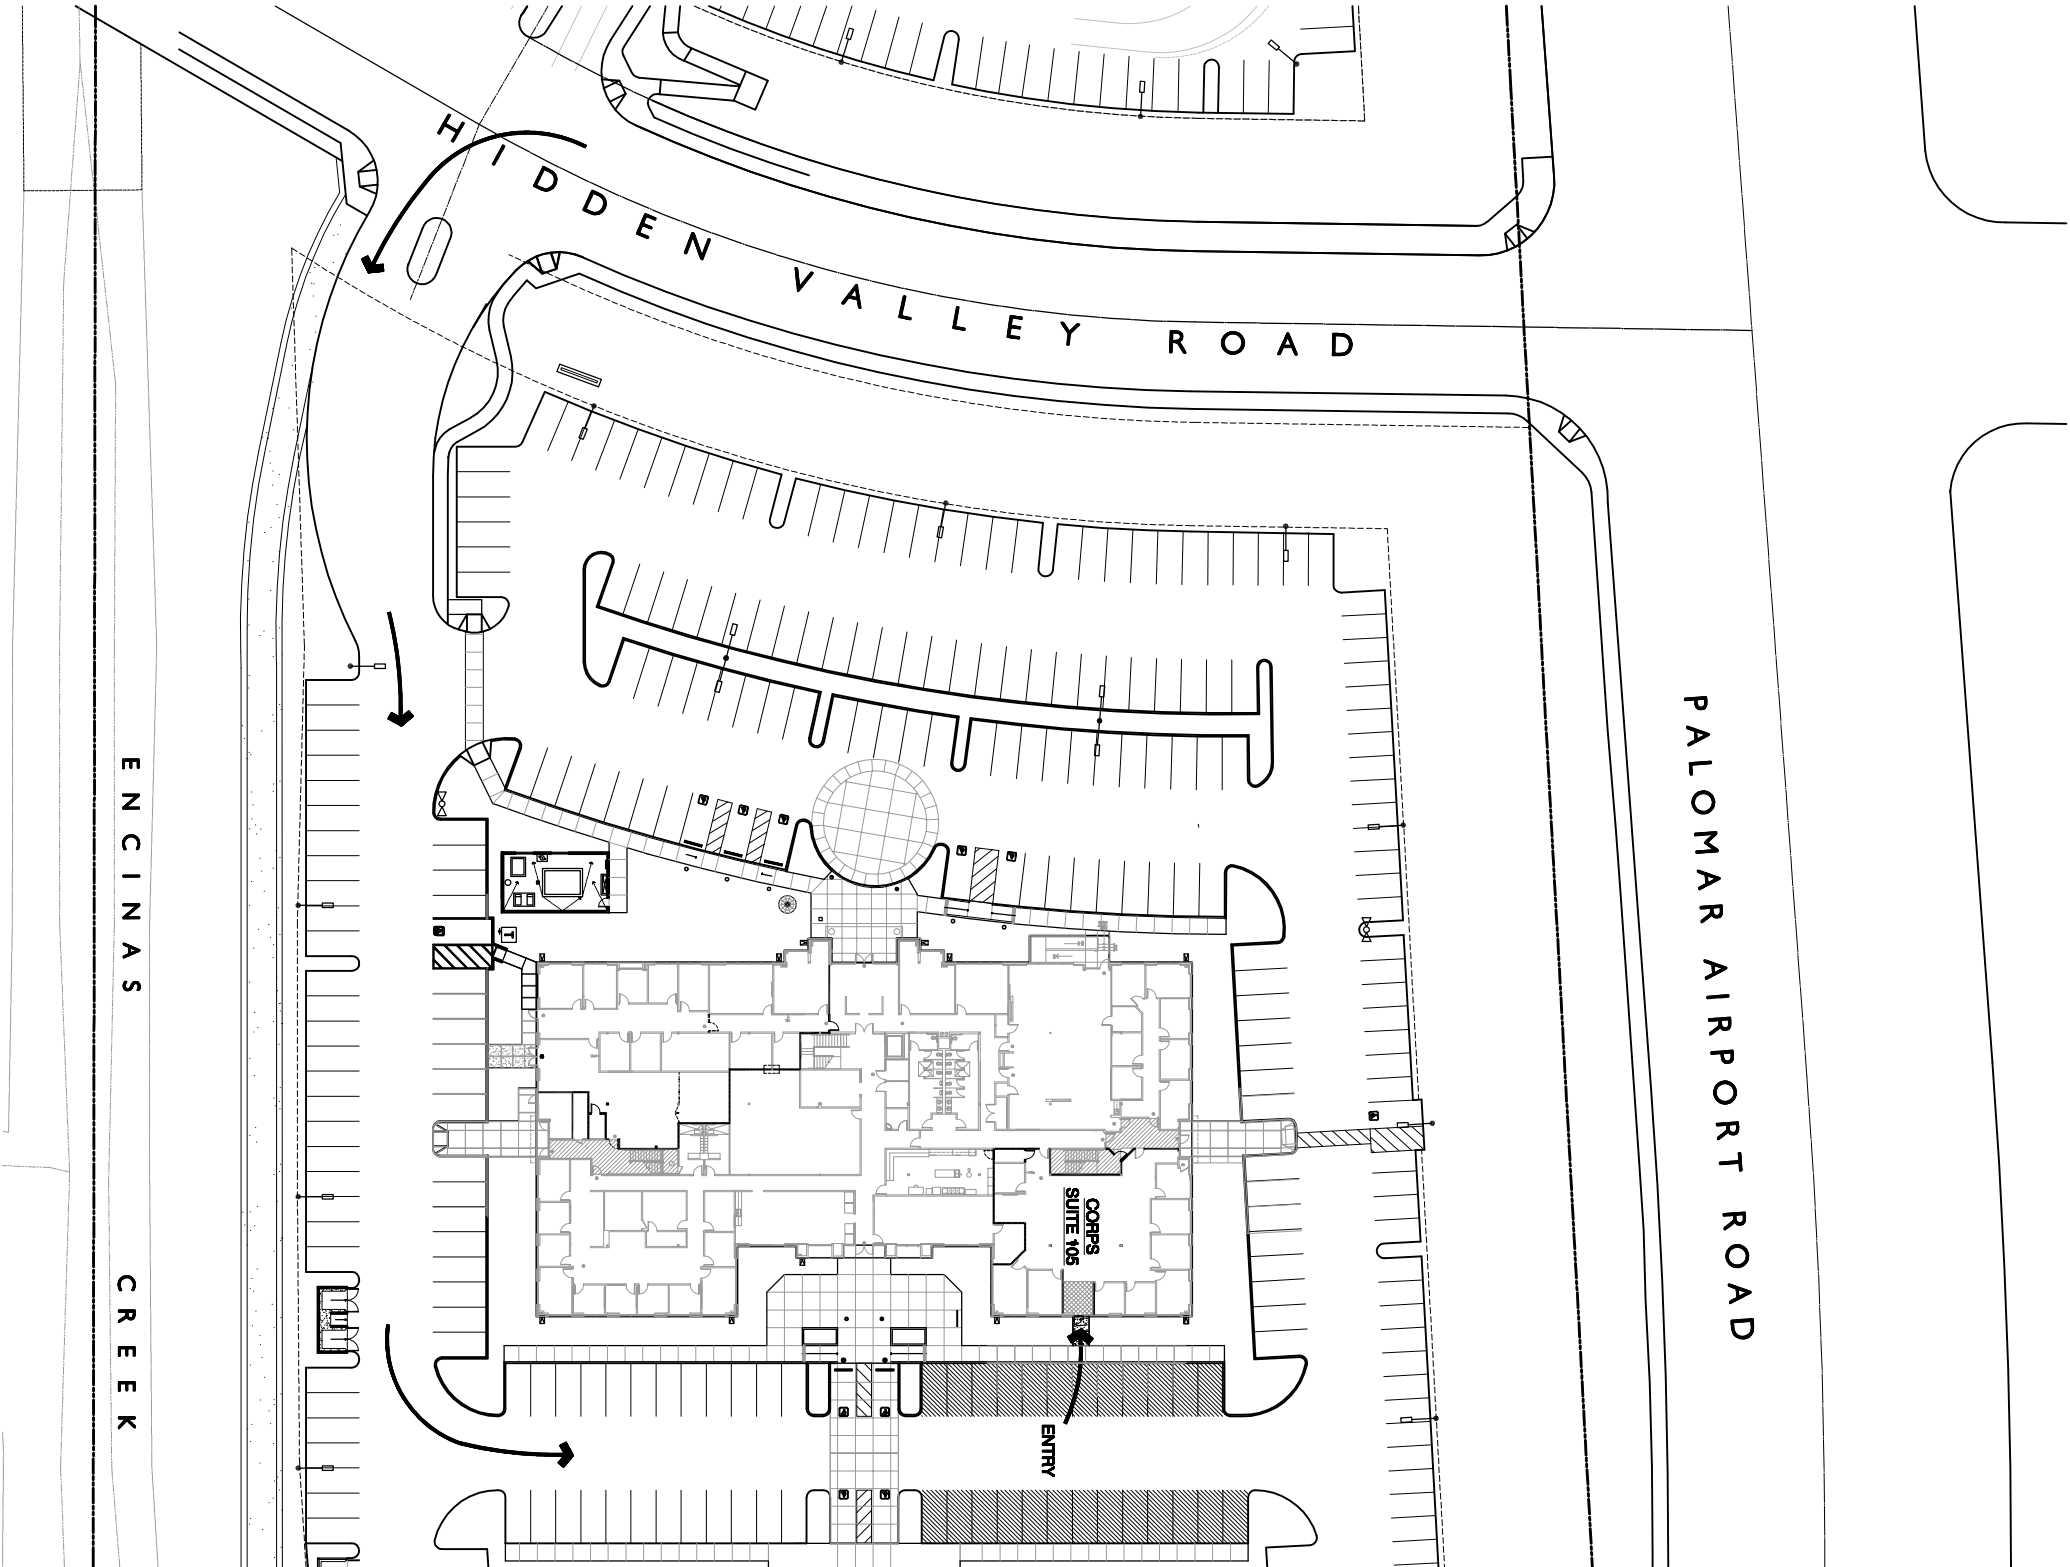 HIDDEN VALLEY ROAD
PALOMAR AIRPORT ROAD
ENCINAS CREEK
CORPS
SUITE 105
ENTRY